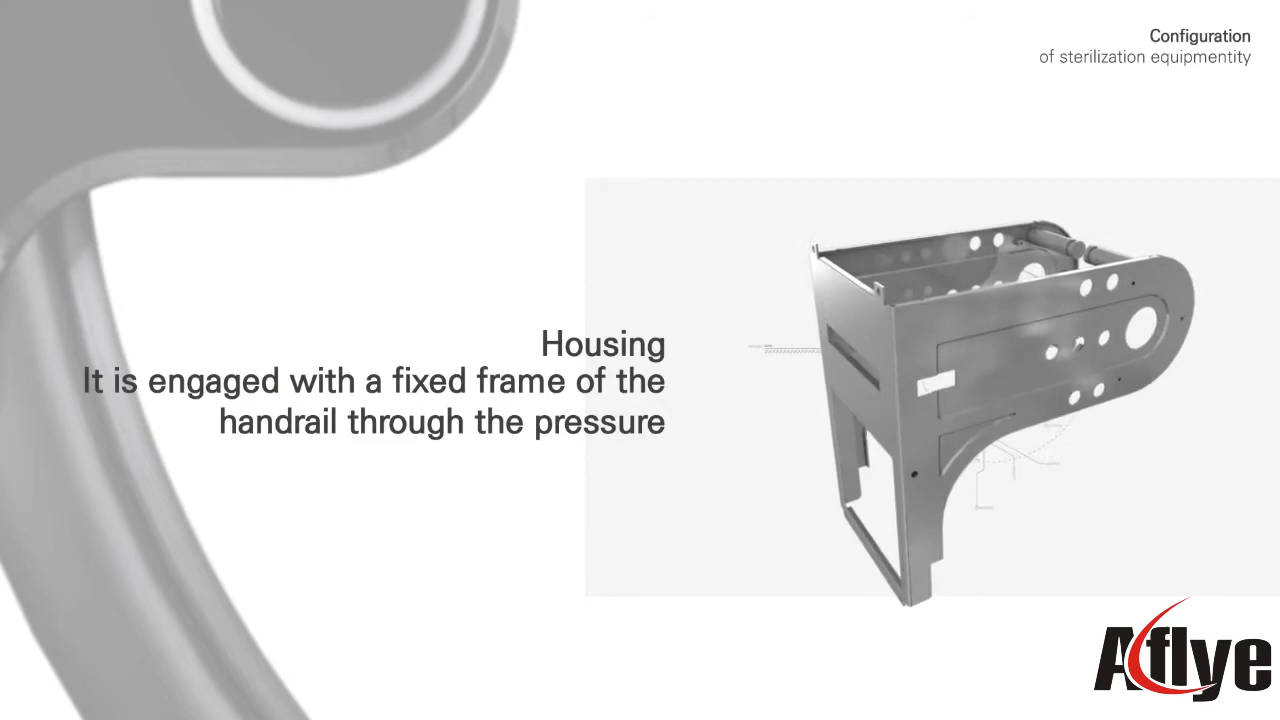 Configuration
of sterilization equipmentity
Housing
It is engaged with a fixed frame of the
handrail through the pressure
Aflye